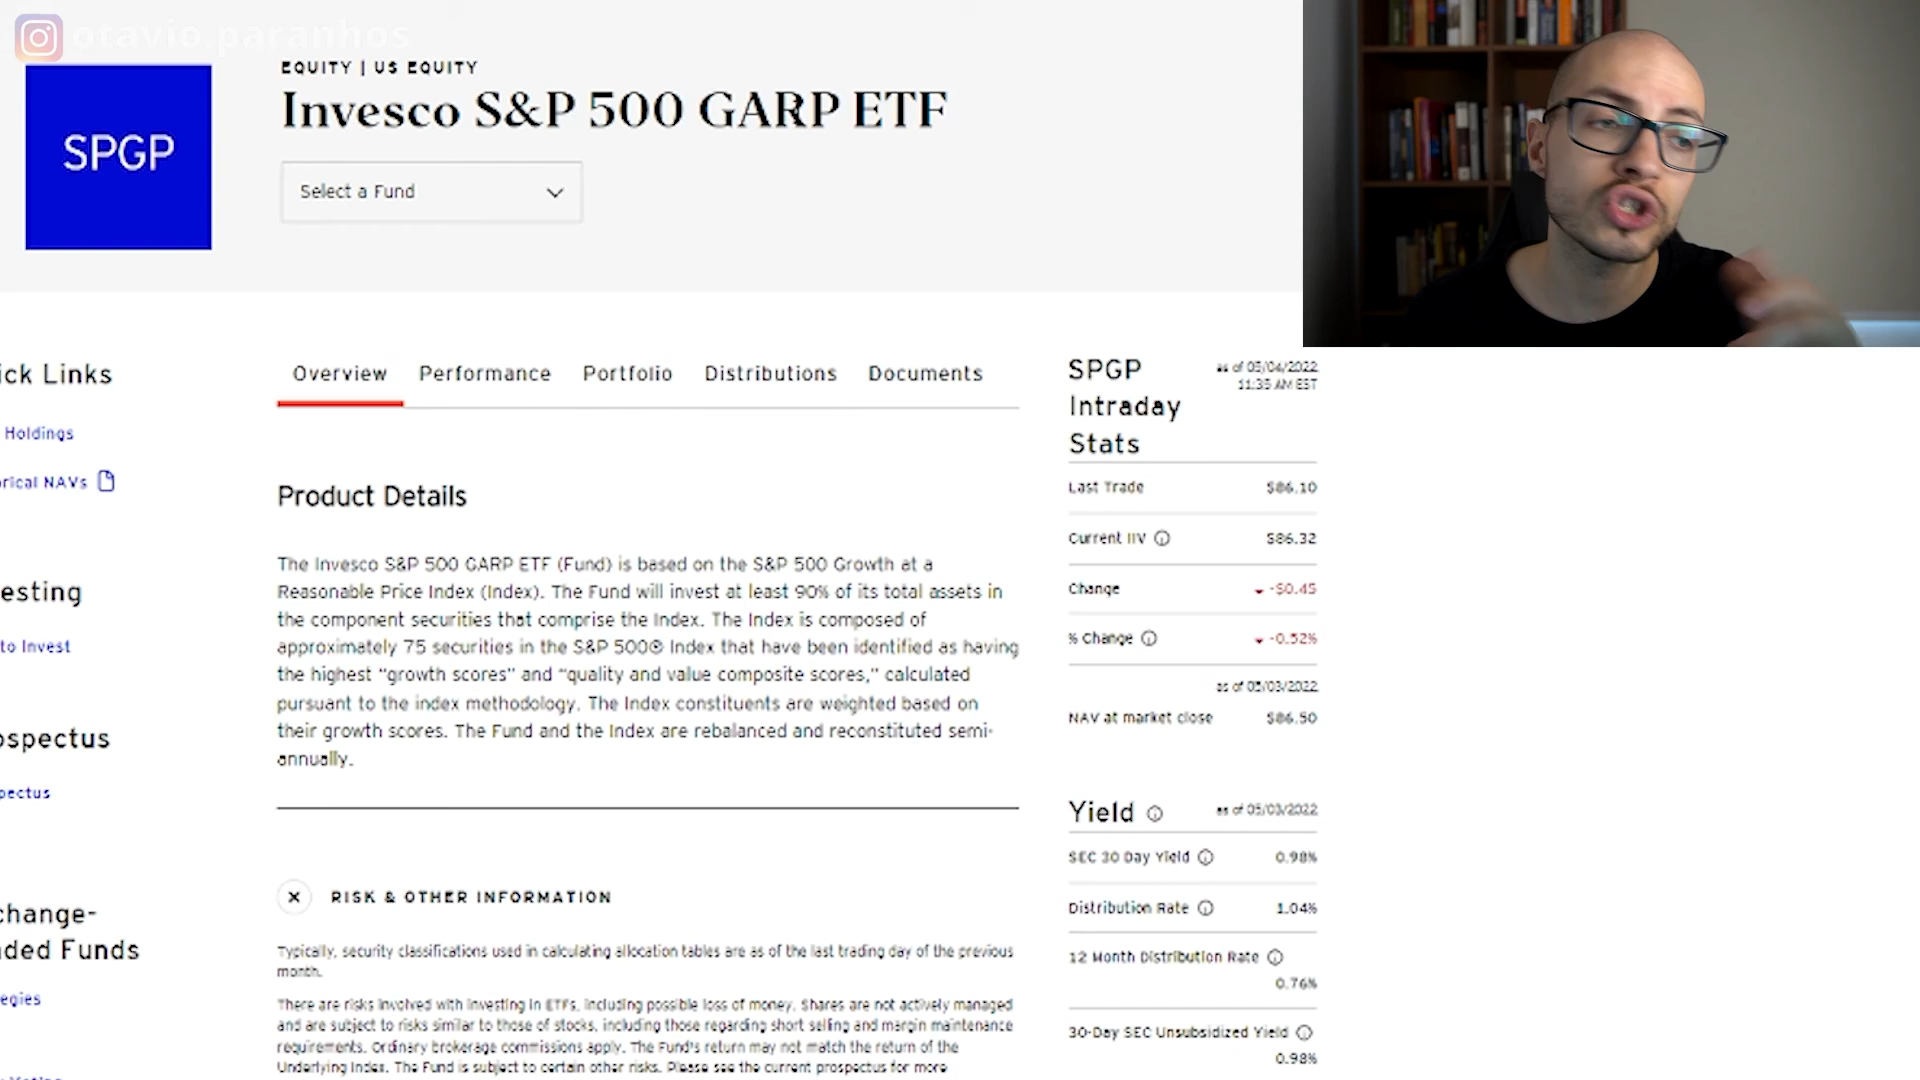 otavio.paranhos
EQUITY | US EQUITY
Invesco S&P 500 GARP ETF
SPGP
Select a Fund
ick Links
Holdings
orical NAVs
esting
to Invest
ospectus
pectus
change-
ded Funds
egies
Overview Performance Portfolio Distributions Documents
Product Details
The Invesco S&P 500 GARP ETF (Fund) is based on the S&P 500 Growth at a
Reasonable Price Index (Index). The Fund will invest at least 90% of its total assets in
the component securities that comprise the Index. The Index is composed of
approximately 75 securities in the S&P 500® Index that have been identified as having
the highest "growth scores" and "quality and value composite scores," calculated
pursuant to the index methodology. The Index constituents are weighted based on
their growth scores. The Fund and the Index are rebalanced and reconstituted semi-
annually.
RISK & OTHER INFORMATION
Typically, security classifications used in calculating allocation tables are as of the last trading day of the previous
month.
There are risks involved with investing in ETFs, including possible loss of money. Shares are not actively managed
and are subject to risks similar to those of stocks, including those regarding short selling and margin maintenance
requirements. Ordinary brokerage commissions apply. The Fund's return may not match the return of the
Underlying Index. The Fund is subject to certain other risks. Please see the current prospectus for more
SPGP
Intraday
Stats
as of 05/04/2022
11:35 AM EST
Last Trade $86.10
Current IIV $86.32
Change -$0.45
% Change -0.52%
as of 05/03/2022
NAV at market close $86.50
Yield as of 05/03/2022
SEC 30 Day Yield 0.98%
Distribution Rate 1.04%
12 Month Distribution Rate
0.76%
30-Day SEC Unsubsidized Yield
0.98%